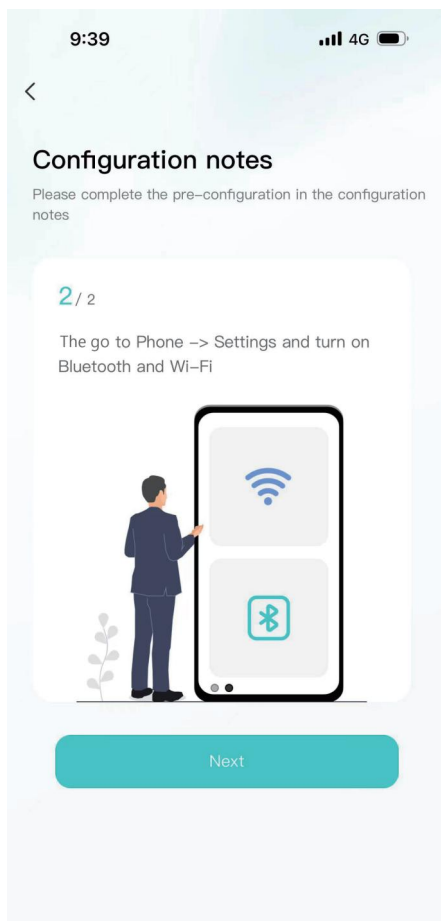 9:39
4G
Configuration notes
Please complete the pre-configuration in the configuration
notes
2/ 2
The go to Phone -> Settings and turn on
Bluetooth and Wi-Fi
Next